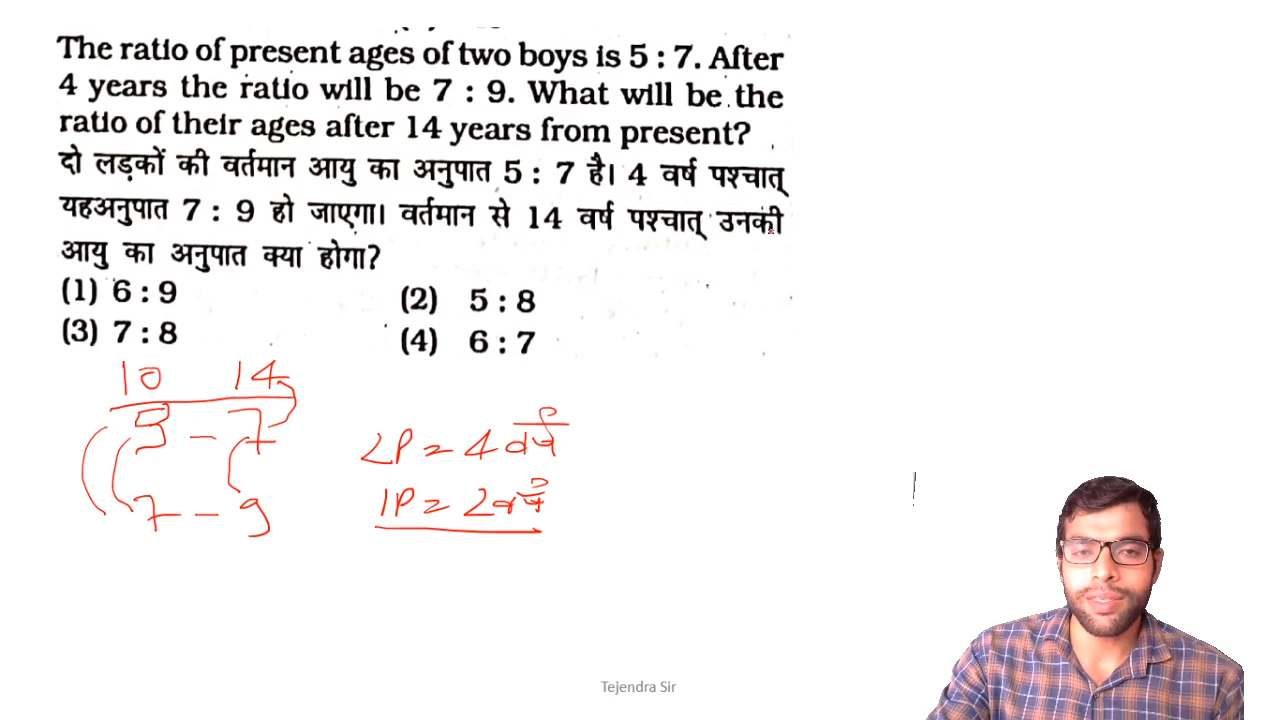 The ratio of present ages of two boys is 5 : 7. After
4 years the ratio will be 7 : 9. What will be the
ratio of their ages after 14 years from present?
दो लड़कों की वर्तमान आयु का अनुपात 5 : 7 है। 4 वर्ष पश्चात्
यहअनुपात 7 : 9 हो जाएगा। वर्तमान से 14 वर्ष पश्चात् उनकी
आयु का अनुपात क्या होगा?
(1) 6 : 9 (2) 5 : 8
(3) 7 : 8 (4) 6 : 7
10 14
5 - 7
2P = 4 वर्ष
7 - 9
1P = 2 वर्ष
Tejendra Sir